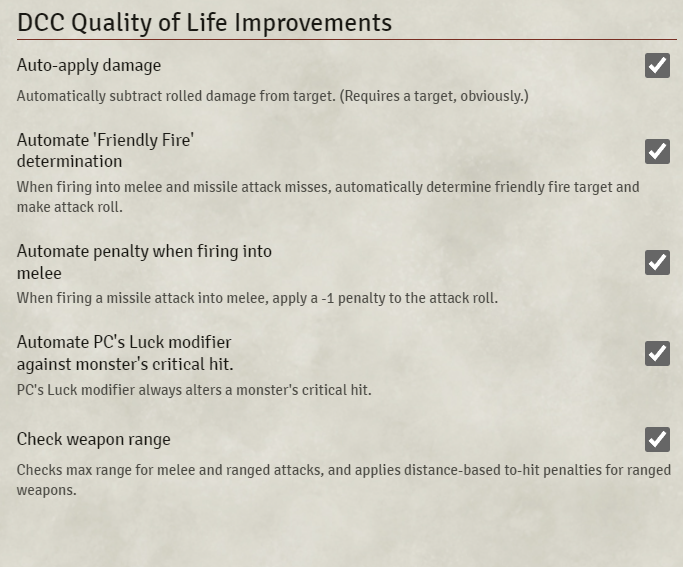 DCC Quality of Life Improvements
Auto-apply damage
Automatically subtract rolled damage from target. (Requires a target, obviously.)
Automate 'Friendly Fire'
determination
When firing into melee and missile attack misses, automatically determine friendly fire target and
make attack roll.
Automate penalty when firing into
melee
When firing a missile attack into melee, apply a -1 penalty to the attack roll.
Automate PC's Luck modifier
against monster's critical hit.
PC's Luck modifier always alters a monster's critical hit.
Check weapon range
Checks max range for melee and ranged attacks, and applies distance-based to-hit penalties for ranged
weapons.